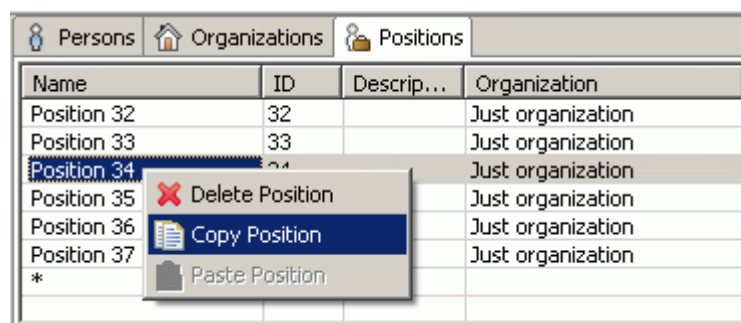 Persons Organizations Positions
Name ID Descrip... Organization
Position 32 32 Just organization
Position 33 33 Just organization
Position 34 34 Just organization
Position 35 Just organization
Position 36 Just organization
Position 37 Just organization
*
Delete Position
Copy Position
Paste Position